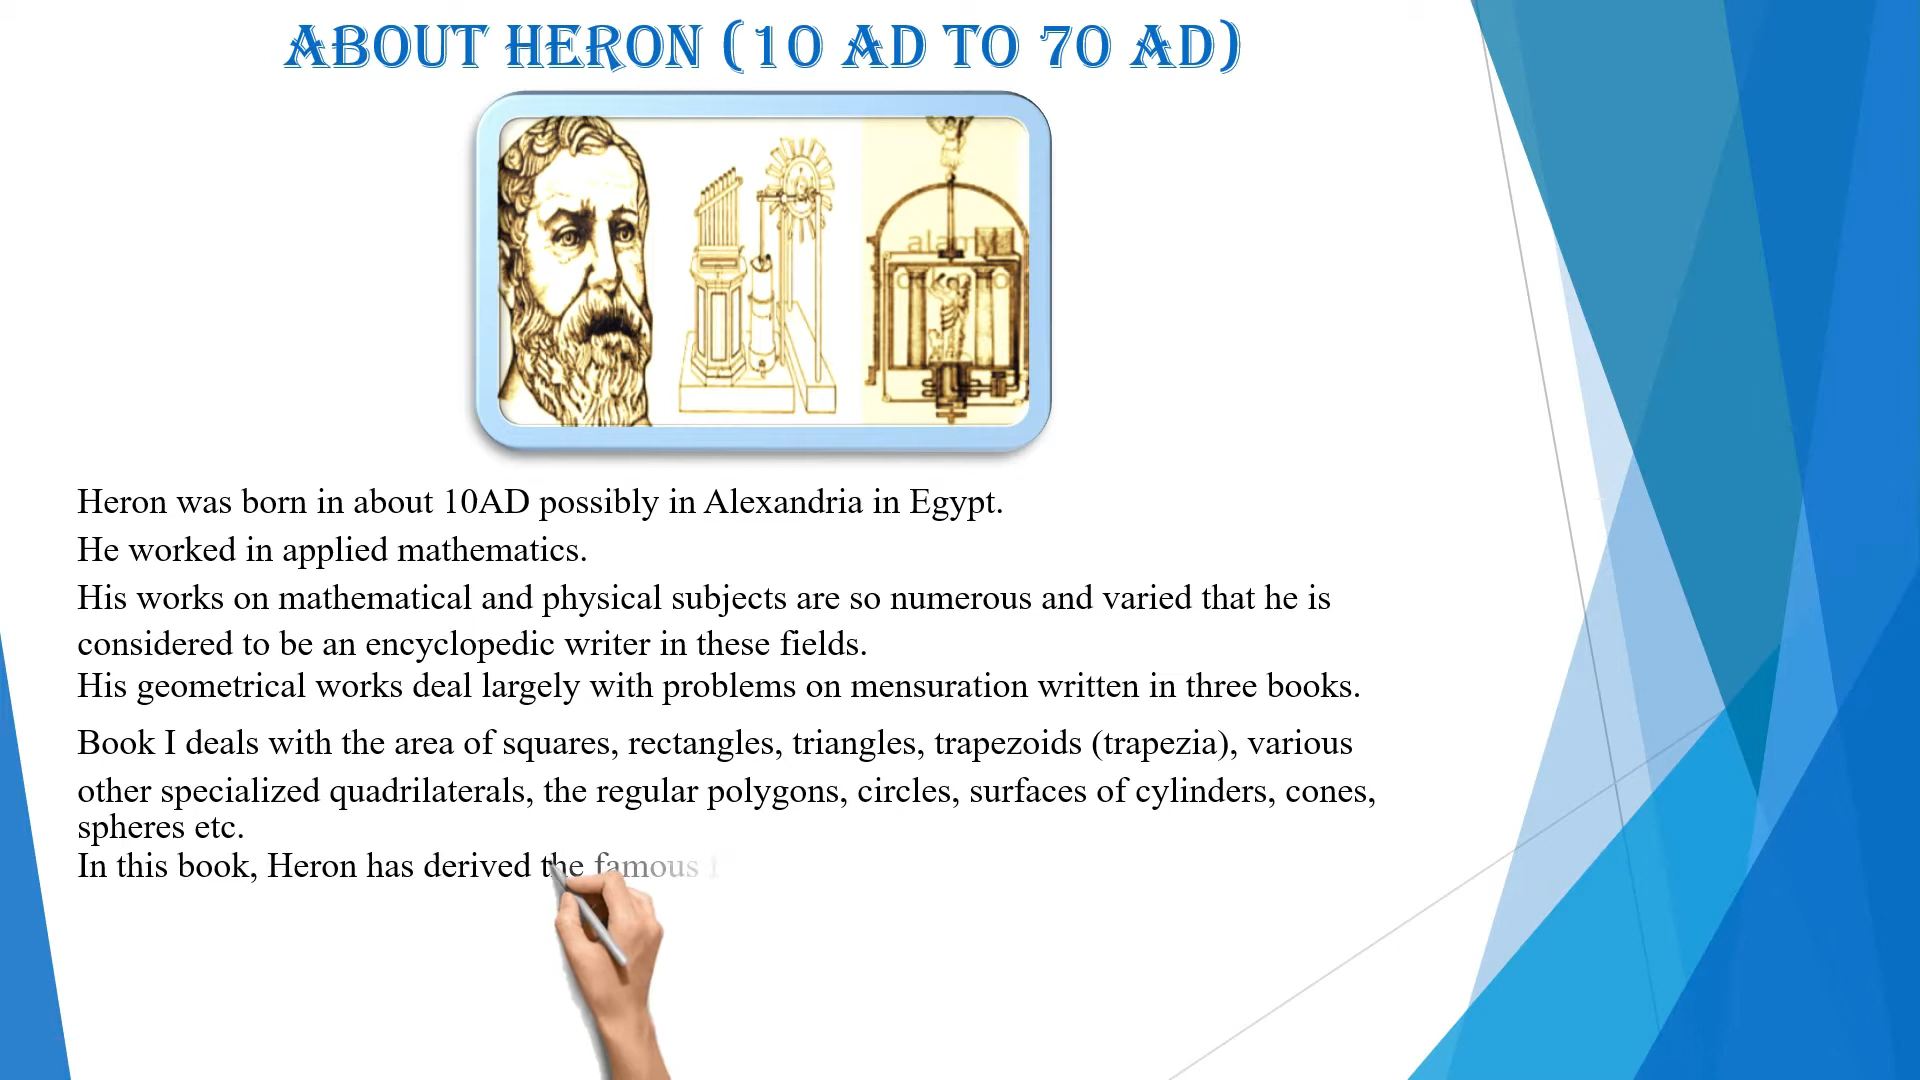 ABOUT HERON (10 AD TO 70 AD)
alamy
Heron was born in about 10AD possibly in Alexandria in Egypt.
He worked in applied mathematics.
His works on mathematical and physical subjects are so numerous and varied that he is
considered to be an encyclopedic writer in these fields.
His geometrical works deal largely with problems on mensuration written in three books.
Book I deals with the area of squares, rectangles, triangles, trapezoids (trapezia), various
other specialized quadrilaterals, the regular polygons, circles, surfaces of cylinders, cones,
spheres etc.
In this book, Heron has derived the famous